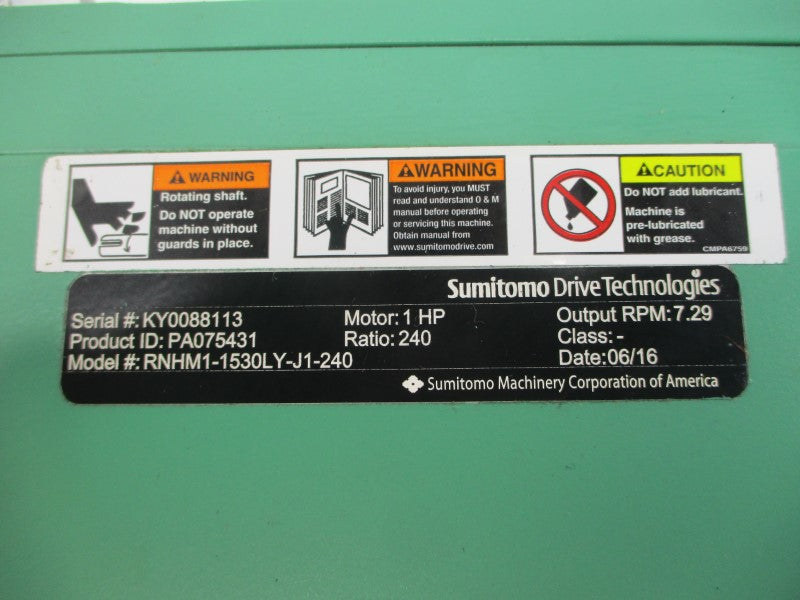 WARNING
Rotating shaft.
Do NOT operate
machine without
guards in place.
WARNING
To avoid injury, you MUST
read and understand O & M
manual before operating
or servicing this machine.
Obtain manual from
www.sumitomodrive.com
CAUTION
Do NOT add lubricant.
Machine is
pre-lubricated
with grease.
CMPA6759
Sumitomo Drive Technologies
Serial #: KY0088113 Motor: 1 HP Output RPM: 7.29
Product ID: PA075431 Ratio: 240 Class: -
Model #: RNHM1-1530LY-J1-240 Date: 06/16
Sumitomo Machinery Corporation of America